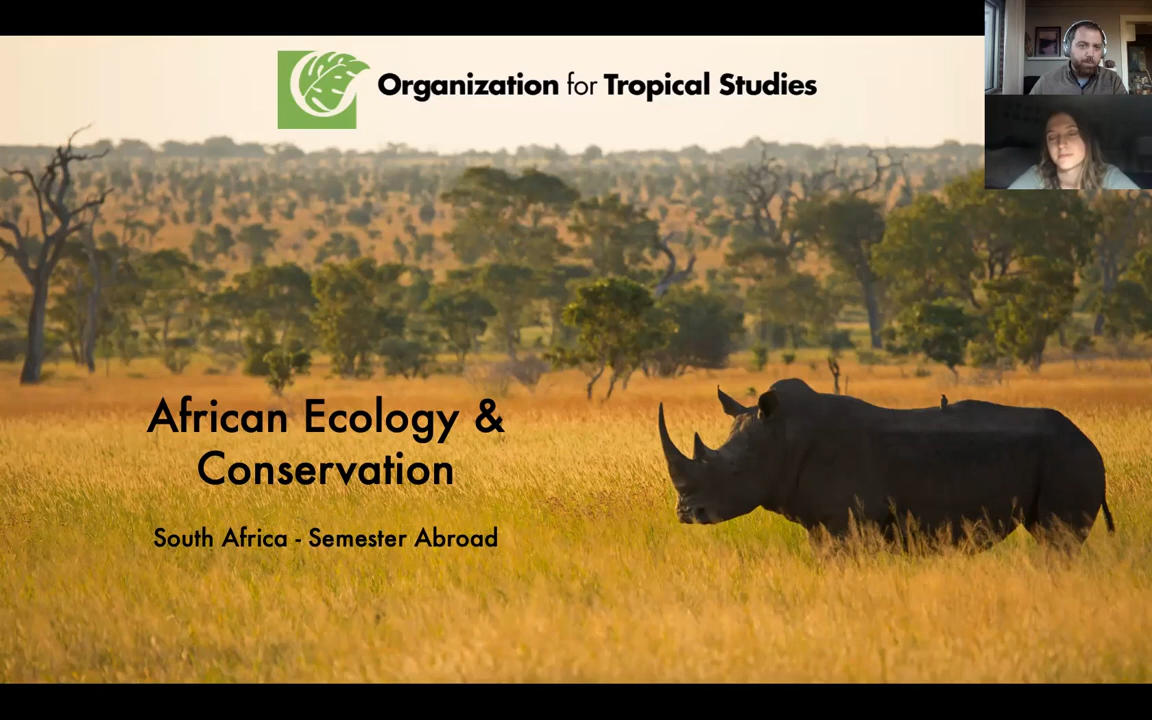 Organization for Tropical Studies
African Ecology &
Conservation
South Africa - Semester Abroad